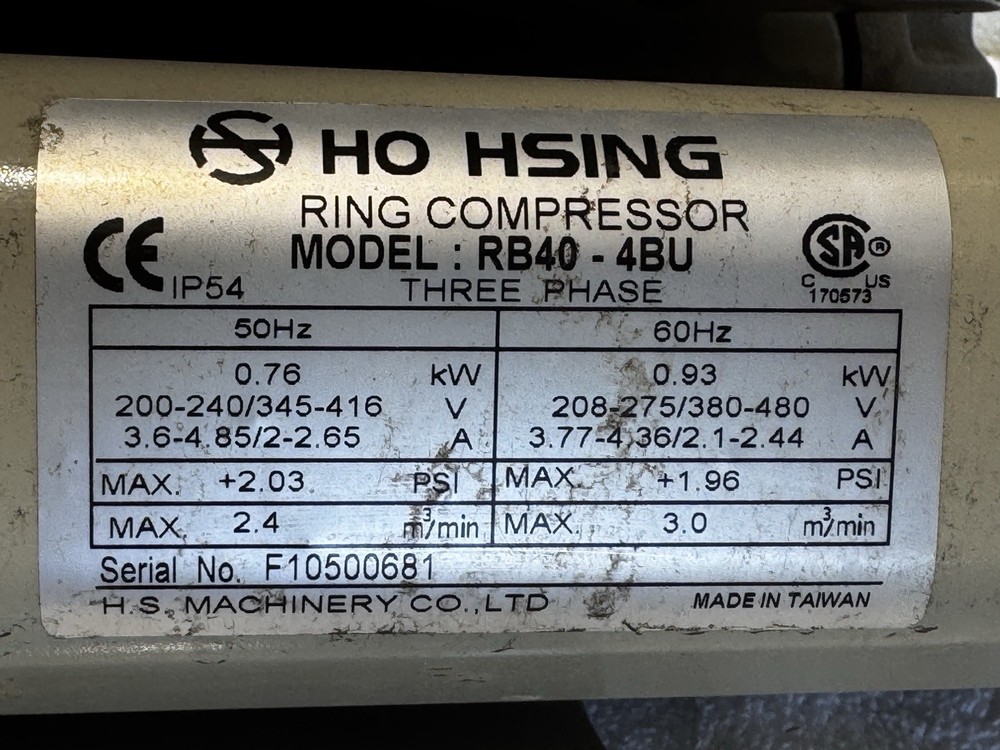 HO HSING
RING COMPRESSOR
MODEL : RB40 - 4BU
CE IP54
THREE PHASE
SA ®
C US
170573
50Hz 60Hz
0.76 kW 0.93 kW
200-240/345-416 V 208-275/380-480 V
3.6-4.85/2-2.65 A 3.77-4.36/2.1-2.44 A
MAX. +2.03 PSI MAX. +1.96 PSI
MAX. 2.4 m³/min MAX. 3.0 m³/min
Serial No. F10500681
H.S. MACHINERY CO.,LTD MADE IN TAIWAN